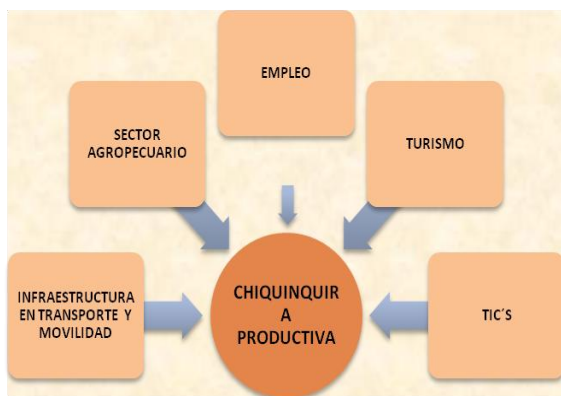 EMPLEO
SECTOR
AGROPECUARIO
TURISMO
INFRAESTRUCTURA
EN TRANSPORTE Y
MOVILIDAD
CHIQUINQUIR
A
PRODUCTIVA
TIC´S